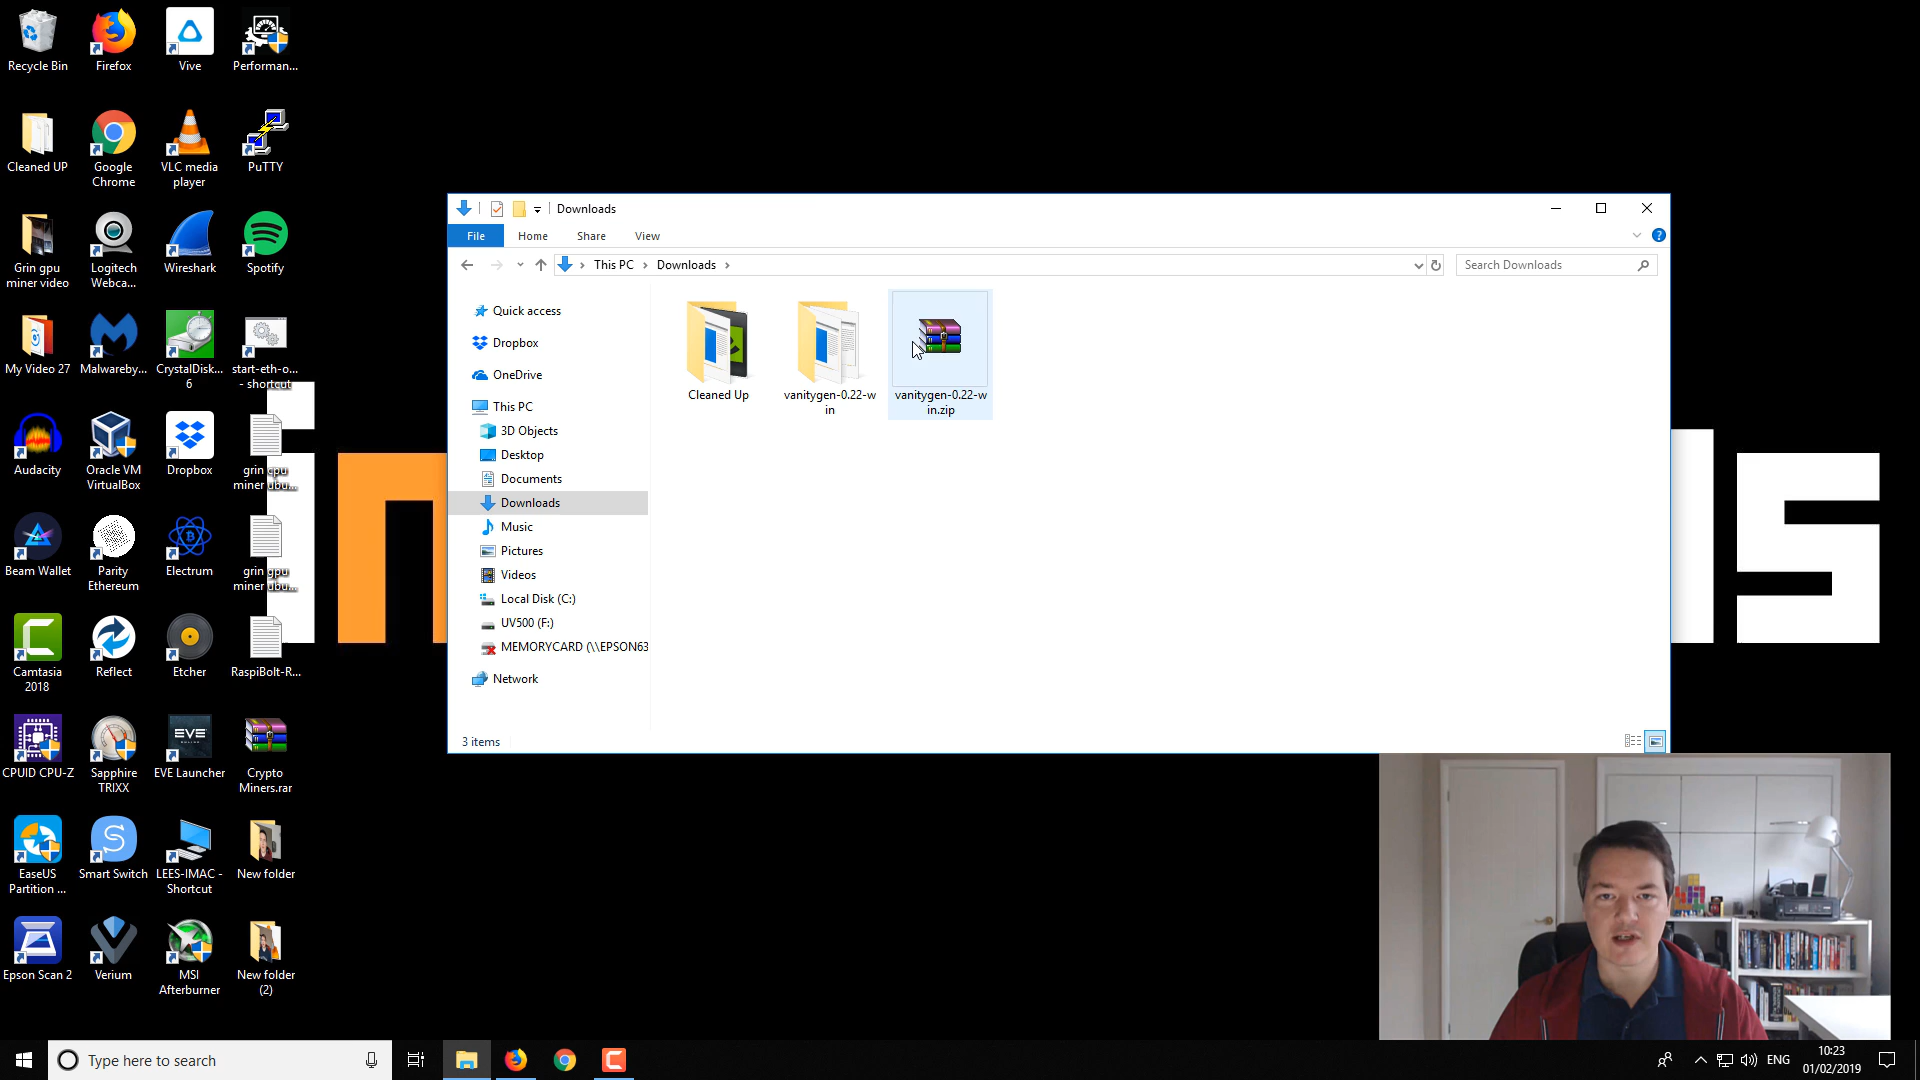 Recycle Bin
Firefox
Vive
Performan...
Cleaned UP
Google
Chrome
VLC media
player
PuTTY
Grin gpu
miner video
Logitech
Webca...
Wireshark
Spotify
My Video 27
Malwareby...
CrystalDisk...
6
start-eth-o...
- shortcut
Audacity
Oracle VM
VirtualBox
Dropbox
grin cpu
miner ubu...
Beam Wallet
Parity
Ethereum
Electrum
grin gpu
miner ubu...
Camtasia
2018
Reflect
Etcher
RaspiBolt-R...
CPUID CPU-Z
Sapphire
TRIXX
EVE
EVE Launcher
Crypto
Miners.rar
EaseUS
Partition ...
Smart Switch
LEES-IMAC -
Shortcut
New folder
Epson Scan 2
Verium
MSI
Afterburner
New folder
(2)
Downloads
File
Home
Share
View
This PC
Downloads
Search Downloads
Quick access
Dropbox
OneDrive
This PC
3D Objects
Desktop
Documents
Downloads
Music
Pictures
Videos
Local Disk (C:)
UV500 (F:)
MEMORYCARD (\\EPSON63
Network
Cleaned Up
vanitygen-0.22-w
in
vanitygen-0.22-w
in.zip
3 items
Type here to search
ENG
10:23
01/02/2019